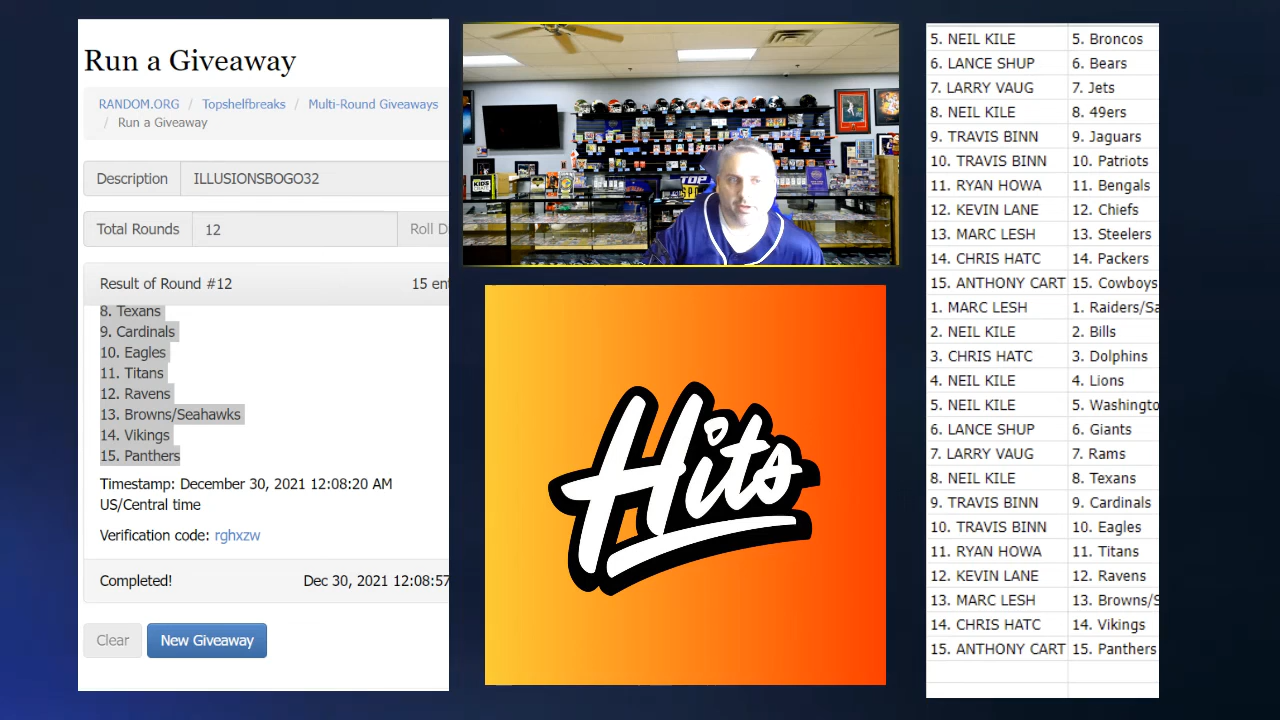 Run a Giveaway
RANDOM.ORG / Topshelfbreaks / Multi-Round Giveaways
/ Run a Giveaway
Description ILLUSIONSBOGO32
Total Rounds 12 Roll D
Result of Round #12 15 ent
8. Texans
9. Cardinals
10. Eagles
11. Titans
12. Ravens
13. Browns/Seahawks
14. Vikings
15. Panthers
Timestamp: December 30, 2021 12:08:20 AM
US/Central time
Verification code: rghxzw
Completed! Dec 30, 2021 12:08:57
Clear New Giveaway
KIDS
TOP
Hits
5. NEIL KILE 5. Broncos
6. LANCE SHUP 6. Bears
7. LARRY VAUG 7. Jets
8. NEIL KILE 8. 49ers
9. TRAVIS BINN 9. Jaguars
10. TRAVIS BINN 10. Patriots
11. RYAN HOWA 11. Bengals
12. KEVIN LANE 12. Chiefs
13. MARC LESH 13. Steelers
14. CHRIS HATC 14. Packers
15. ANTHONY CART 15. Cowboys
1. MARC LESH 1. Raiders/Sa
2. NEIL KILE 2. Bills
3. CHRIS HATC 3. Dolphins
4. NEIL KILE 4. Lions
5. NEIL KILE 5. Washingto
6. LANCE SHUP 6. Giants
7. LARRY VAUG 7. Rams
8. NEIL KILE 8. Texans
9. TRAVIS BINN 9. Cardinals
10. TRAVIS BINN 10. Eagles
11. RYAN HOWA 11. Titans
12. KEVIN LANE 12. Ravens
13. MARC LESH 13. Browns/S
14. CHRIS HATC 14. Vikings
15. ANTHONY CART 15. Panthers